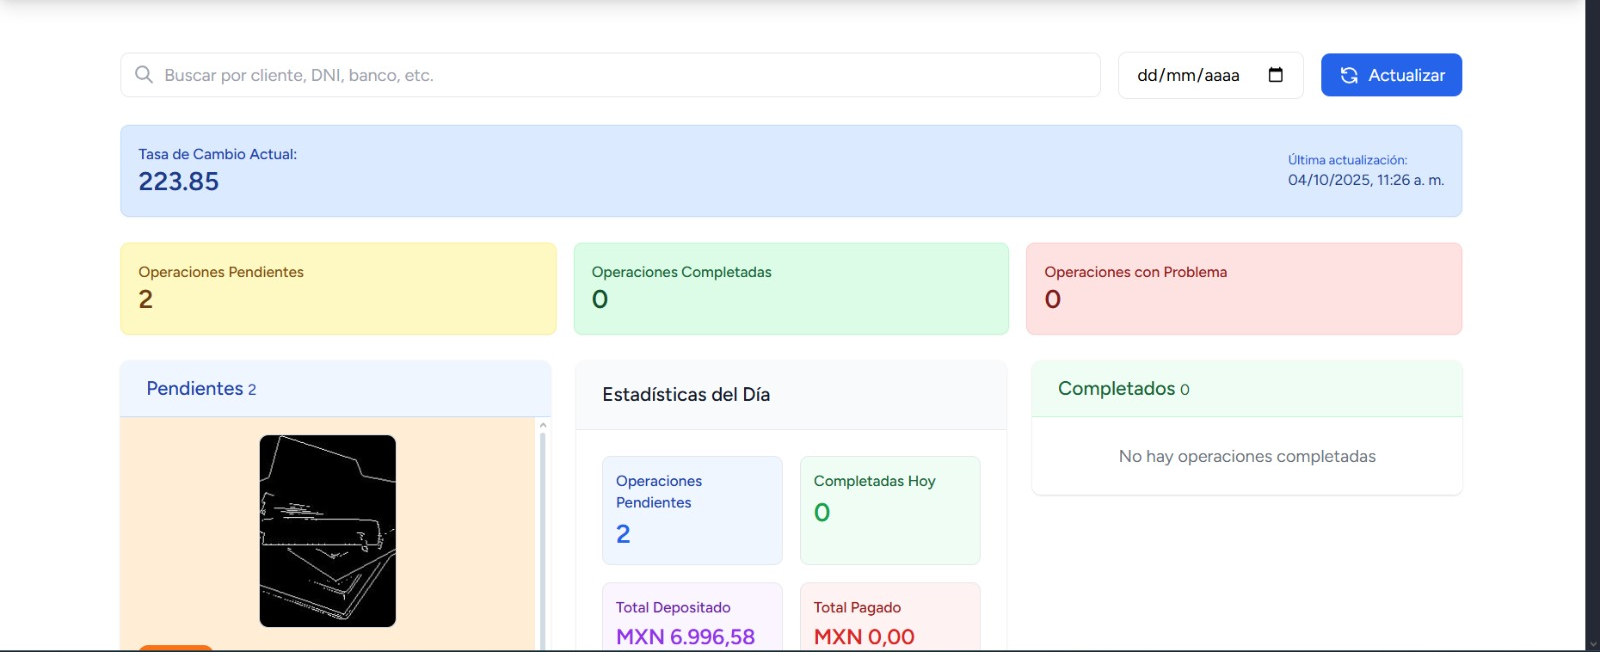 Buscar por cliente, DNI, banco, etc.
dd/mm/aaaa
Actualizar
Tasa de Cambio Actual:
223.85
Última actualización:
04/10/2025, 11:26 a. m.
Operaciones Pendientes
2
Operaciones Completadas
0
Operaciones con Problema
0
Pendientes 2
Estadísticas del Día
Operaciones
Pendientes
2
Completadas Hoy
0
Total Depositado
MXN 6.996,58
Total Pagado
MXN 0,00
Completados 0
No hay operaciones completadas